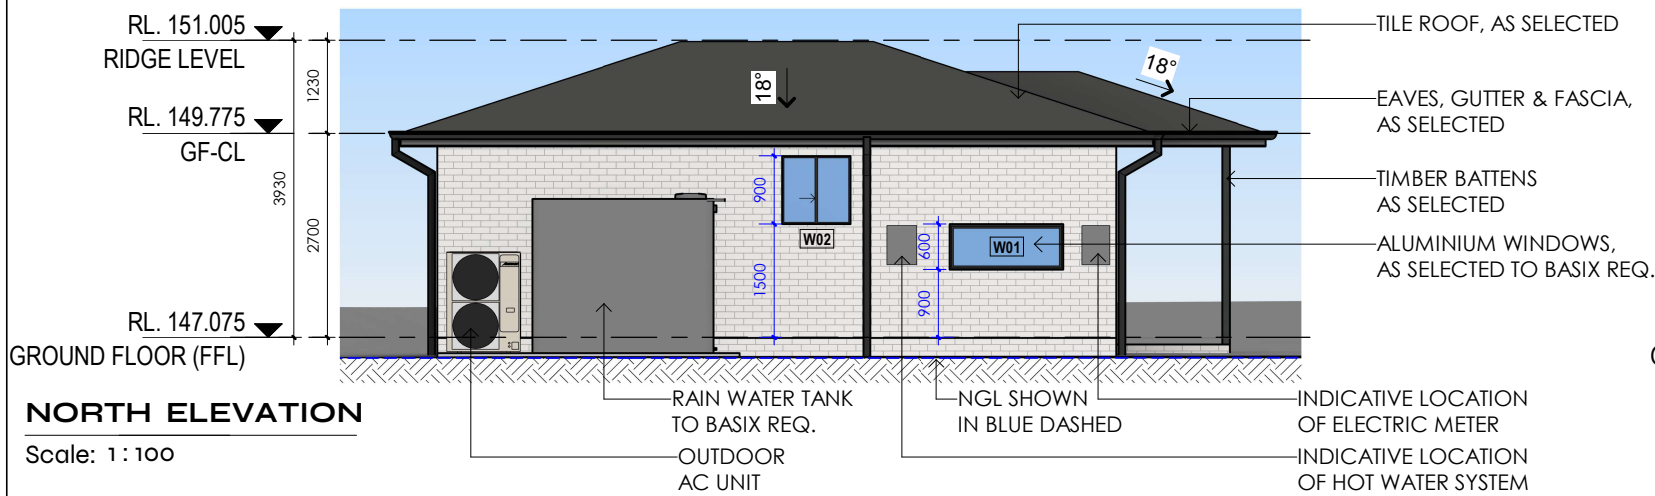 RL. 151.005
RIDGE LEVEL
RL. 149.775
GF-CL
RL. 147.075
GROUND FLOOR (FFL)
3930
1230
2700
18°
18°
900
1500
W02
600
900
W01
TILE ROOF, AS SELECTED
EAVES, GUTTER & FASCIA,
AS SELECTED
TIMBER BATTENS
AS SELECTED
ALUMINIUM WINDOWS,
AS SELECTED TO BASIX REQ.
RAIN WATER TANK
TO BASIX REQ.
OUTDOOR
AC UNIT
NGL SHOWN
IN BLUE DASHED
INDICATIVE LOCATION
OF ELECTRIC METER
INDICATIVE LOCATION
OF HOT WATER SYSTEM
NORTH ELEVATION
Scale: 1:100